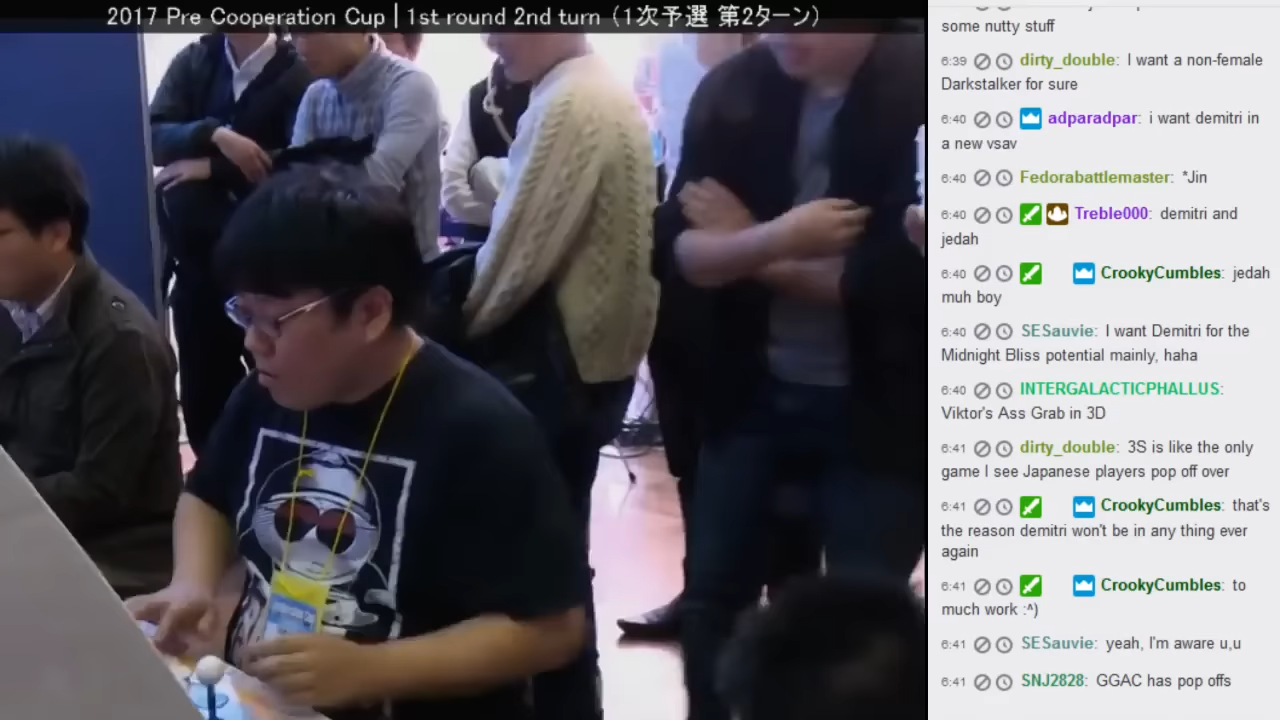 2017 Pre Cooperation Cup | 1st round 2nd turn (1次予選 第2ターン)
some nutty stuff
6:39 dirty_double: I want a non-female
Darkstalker for sure
6:40 adparadpar: i want demitri in
a new vsav
6:40 Fedorabattlemaster: *Jin
6:40 Treble000: demitri and
jedah
6:40 CrookyCumbles: jedah
muh boy
6:40 SESauvie: I want Demitri for the
Midnight Bliss potential mainly, haha
6:40 INTERGALACTICPHALLUS:
Viktor's Ass Grab in 3D
6:41 dirty_double: 3S is like the only
game I see Japanese players pop off over
6:41 CrookyCumbles: that's
the reason demitri won't be in any thing ever
again
6:41 CrookyCumbles: to
much work :^)
6:41 SESauvie: yeah, I'm aware u,u
6:41 SNJ2828: GGAC has pop offs